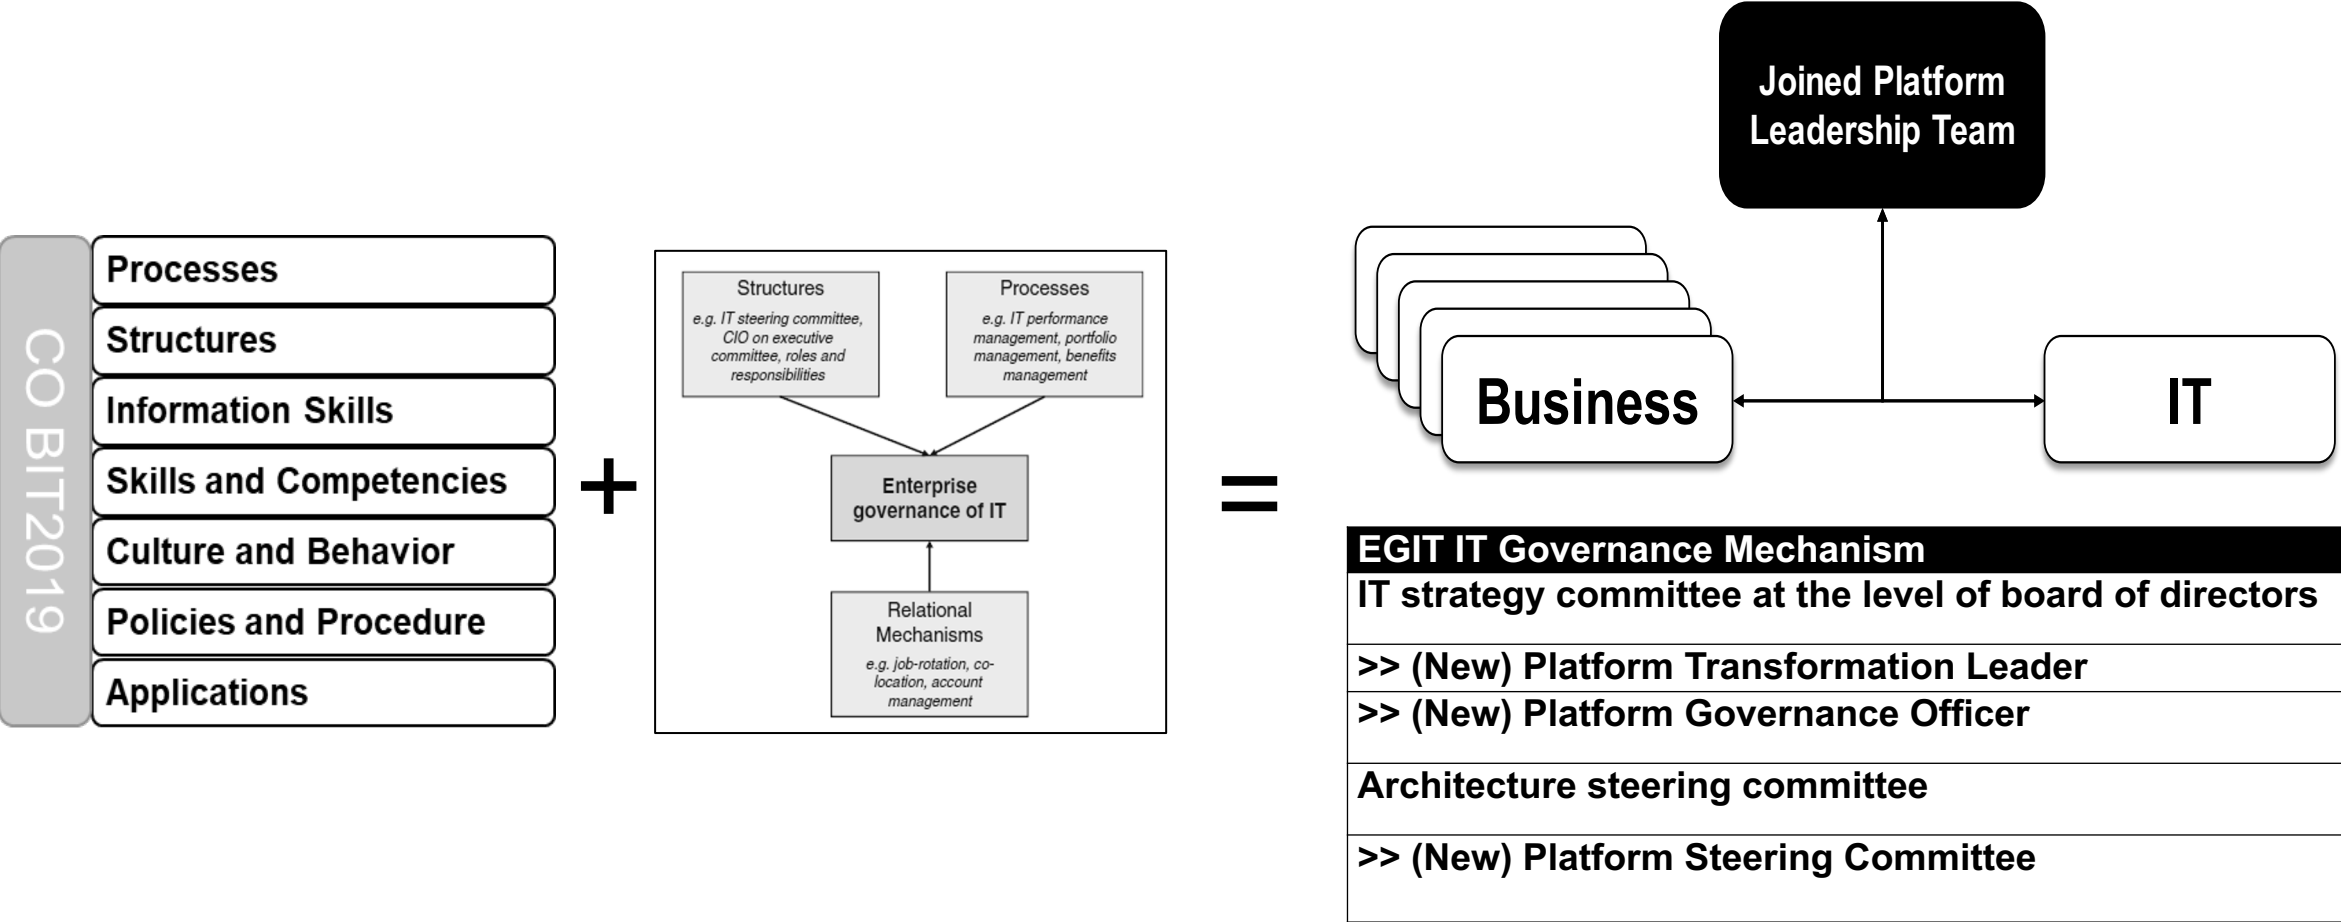 CO BIT2019
Processes
Structures
Information Skills
Skills and Competencies
Culture and Behavior
Policies and Procedure
Applications
+
Structures
e.g. IT steering committee,
CIO on executive
committee, roles and
responsibilities
Processes
e.g. IT performance
management, portfolio
management, benefits
management
Enterprise
governance of IT
Relational
Mechanisms
e.g. job-rotation, co-
location, account
management
=
Joined Platform
Leadership Team
Business
IT
EGIT IT Governance Mechanism
IT strategy committee at the level of board of directors
>> (New) Platform Transformation Leader
>> (New) Platform Governance Officer
Architecture steering committee
>> (New) Platform Steering Committee